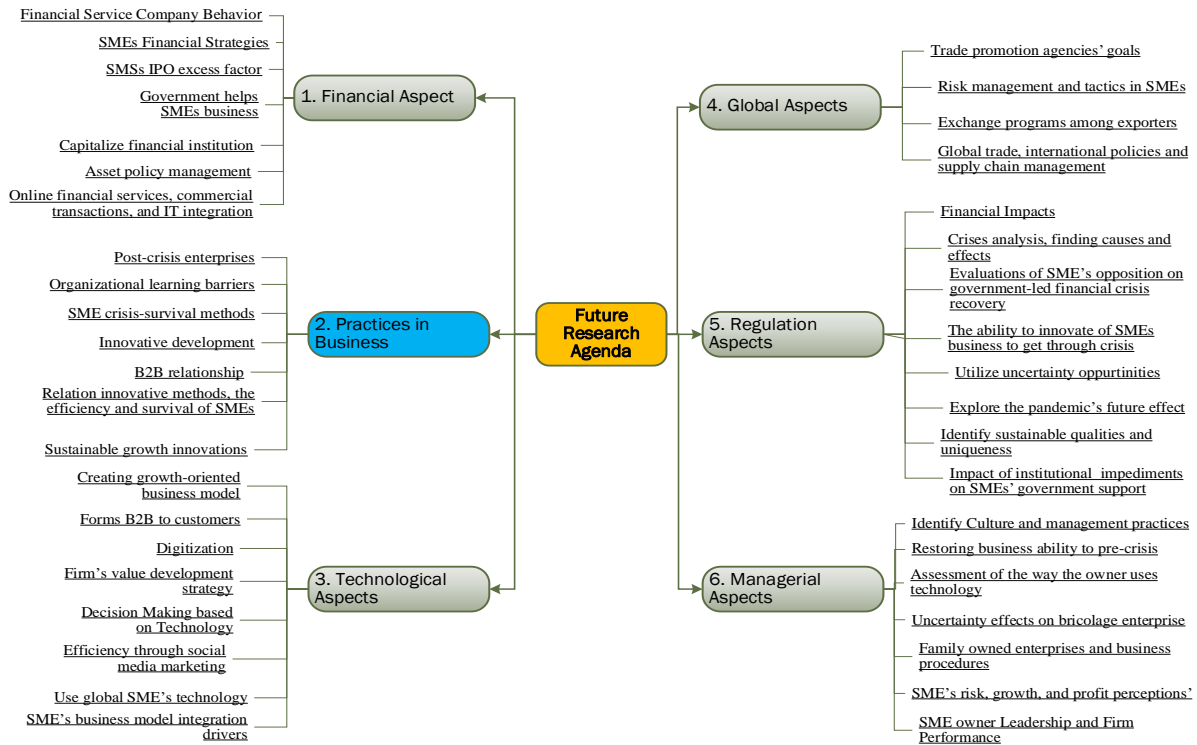 Future
Research
Agenda
1. Financial Aspect
Financial Service Company Behavior
SMEs Financial Strategies
SMSs IPO excess factor
Government helps
SMEs business
Capitalize financial institution
Asset policy management
Online financial services, commercial
transactions, and IT integration
2. Practices in
Business
Post-crisis enterprises
Organizational learning barriers
SME crisis-survival methods
Innovative development
B2B relationship
Relation innovative methods, the
efficiency and survival of SMEs
Sustainable growth innovations
3. Technological
Aspects
Creating growth-oriented
business model
Forms B2B to customers
Digitization
Firm's value development
strategy
Decision Making based
on Technology
Efficiency through social
media marketing
Use global SME's technology
SME's business model integration
drivers
4. Global Aspects
Trade promotion agencies' goals
Risk management and tactics in SMEs
Exchange programs among exporters
Global trade, international policies and
supply chain management
5. Regulation
Aspects
Financial Impacts
Crises analysis, finding causes and
effects
Evaluations of SME's opposition on
government-led financial crisis
recovery
The ability to innovate of SMEs
business to get through crisis
Utilize uncertainty oppurtinities
Explore the pandemic's future effect
Identify sustainable qualities and
uniqueness
Impact of institutional impediments
on SMEs' government support
6. Managerial
Aspects
Identify Culture and management practices
Restoring business ability to pre-crisis
Assessment of the way the owner uses
technology
Uncertainty effects on bricolage enterprise
Family owned enterprises and business
procedures
SME's risk, growth, and profit perceptions'
SME owner Leadership and Firm
Performance